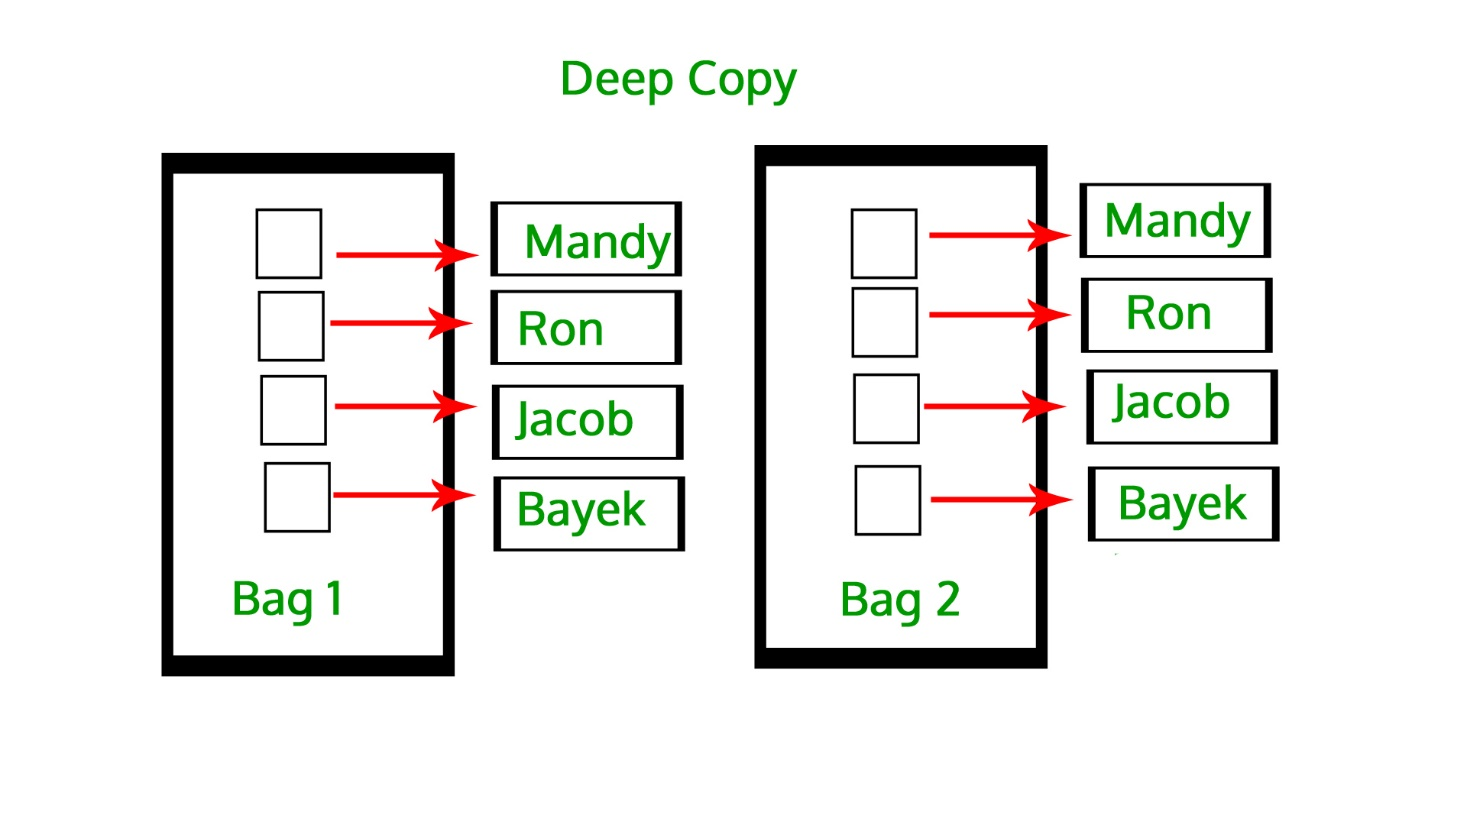 Deep Copy
Mandy
Ron
Jacob
Bayek
Bag 1
Mandy
Ron
Jacob
Bayek
Bag 2